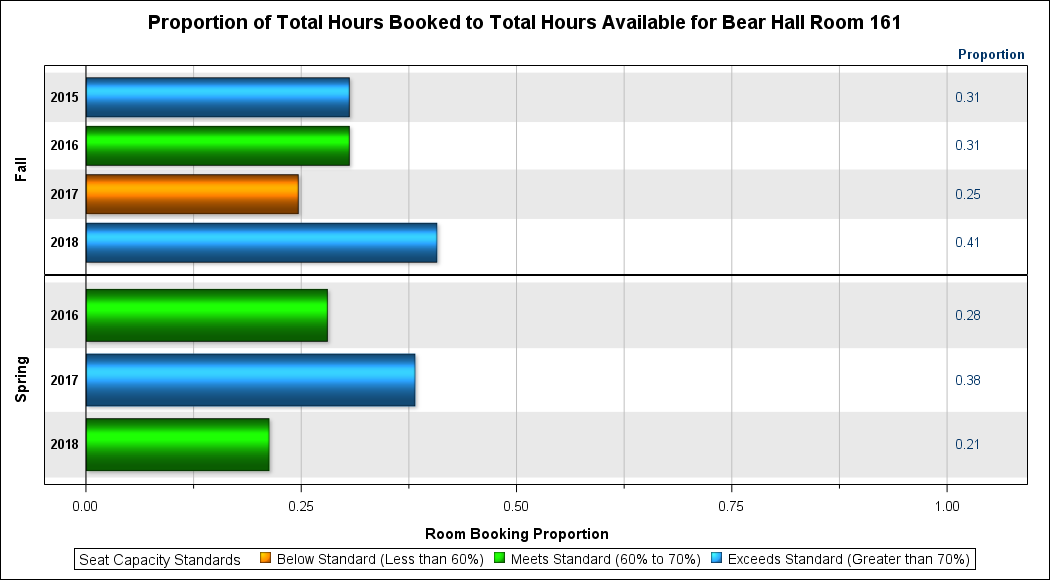 Proportion of Total Hours Booked to Total Hours Available for Bear Hall Room 161
Proportion
Fall
2015 0.31
2016 0.31
2017 0.25
2018 0.41
Spring
2016 0.28
2017 0.38
2018 0.21
0.00 0.25 0.50 0.75 1.00
Room Booking Proportion
Seat Capacity Standards Below Standard (Less than 60%) Meets Standard (60% to 70%) Exceeds Standard (Greater than 70%)